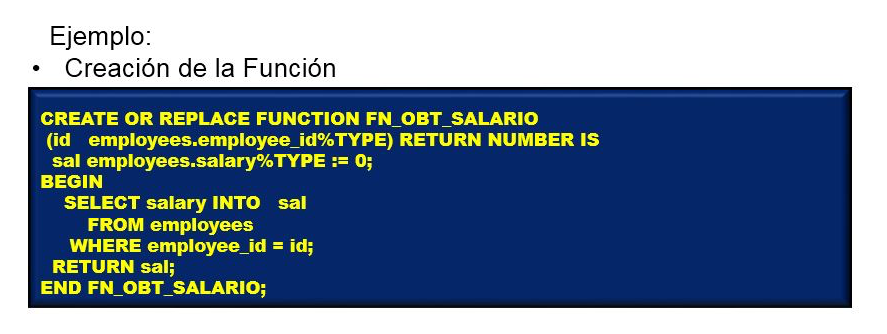 Ejemplo:
• Creación de la Función
CREATE OR REPLACE FUNCTION FN_OBT_SALARIO
(id employees.employee_id%TYPE) RETURN NUMBER IS
sal employees.salary%TYPE := 0;
BEGIN
SELECT salary INTO sal
FROM employees
WHERE employee_id = id;
RETURN sal;
END FN_OBT_SALARIO;